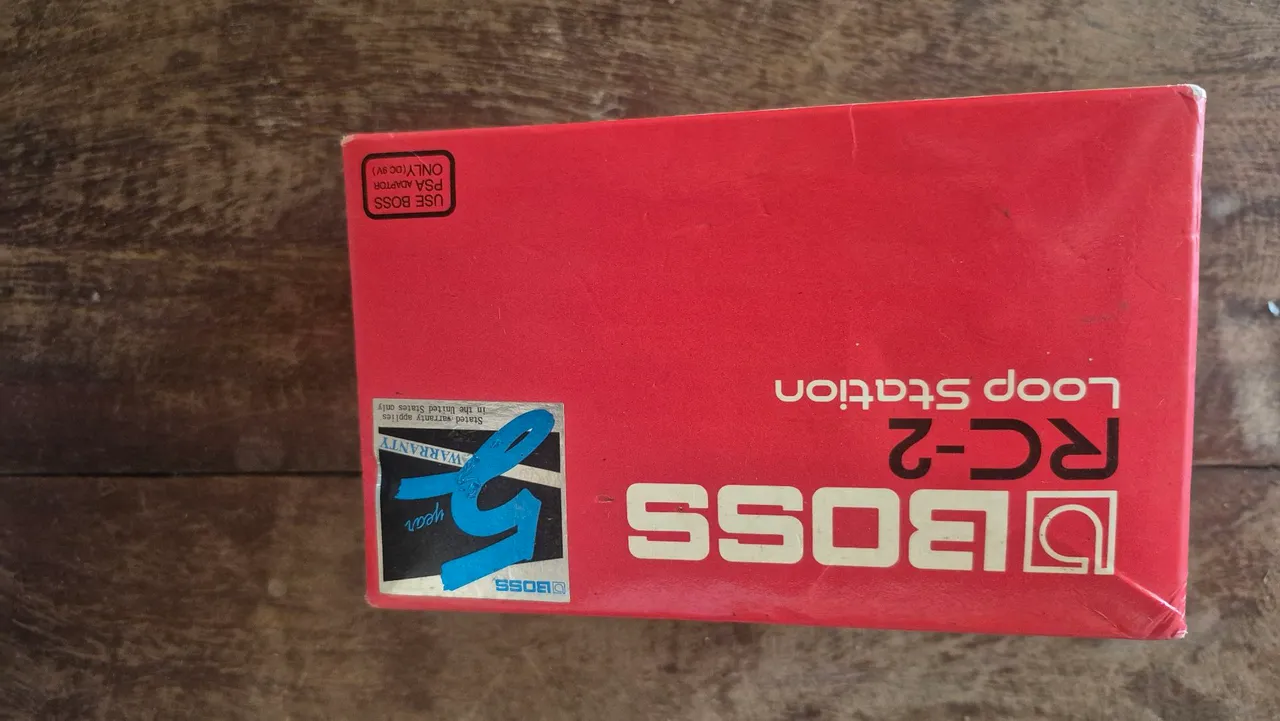 BOSS
RC-2
Loop Station
BOSS
5
year
WARRANTY
Stated warranty applies
in the United States only
USE BOSS
PSA ADAPTOR
ONLY (DC 9V)